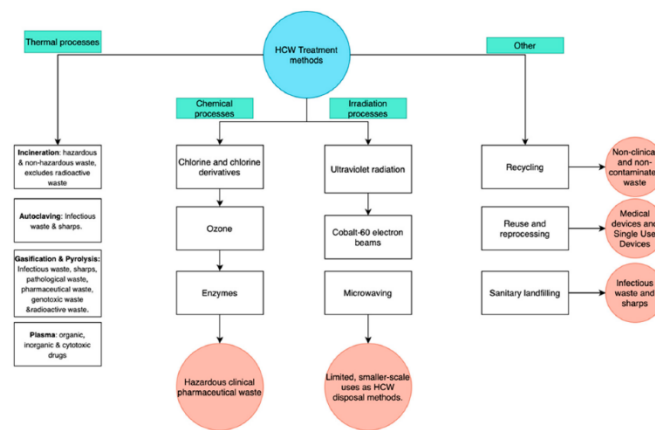 Thermal processes
HCW Treatment
methods
Other
Chemical
processes
Irradiation
processes
Incineration: hazardous
& non-hazardous waste,
excludes radioactive
waste
Autoclaving: Infectious
waste & sharps.
Gasification & Pyrolysis:
Infectious waste, sharps,
pathological waste,
pharmaceutical waste,
genotoxic waste
&radioactive waste.
Plasma: organic,
inorganic & cytotoxic
drugs
Chlorine and chlorine
derivatives
Ozone
Enzymes
Hazardous clinical
pharmaceutical waste
Ultraviolet radiation
Cobalt-60 electron
beams
Microwaving
Limited, smaller-scale
uses as HCW
disposal methods.
Recycling
Non-clinical
and non-
contaminated
waste
Reuse and
reprocessing
Medical
devices and
Single Use
Devices
Sanitary landfilling
Infectious
waste and
sharps